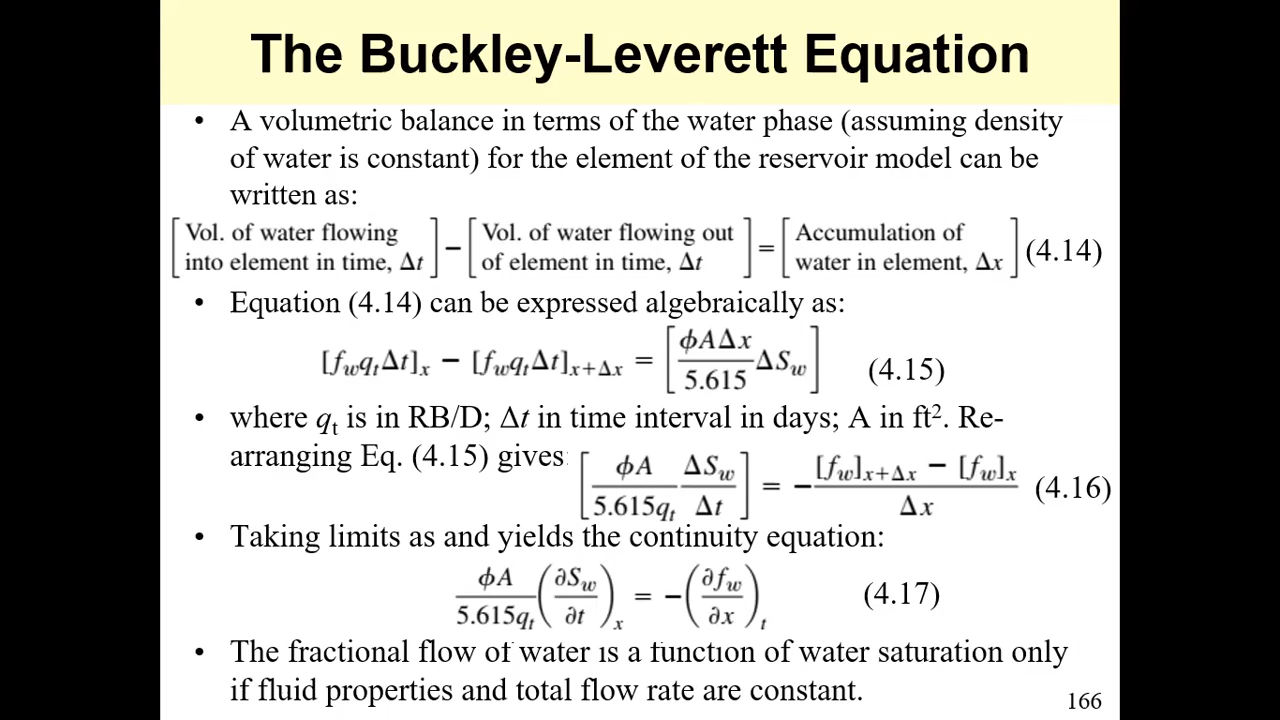 The Buckley-Leverett Equation
• A volumetric balance in terms of the water phase (assuming density
of water is constant) for the element of the reservoir model can be
written as:
[Vol. of water flowing into element in time, Δt] − [Vol. of water flowing out of element in time, Δt] = [Accumulation of water in element, Δx] (4.14)
• Equation (4.14) can be expressed algebraically as:
[f_w q_t Δt]_x − [f_w q_t Δt]_{x+Δx} = [ϕAΔx/5.615 ΔS_w] (4.15)
• where q_t is in RB/D; Δt in time interval in days; A in ft². Re-
arranging Eq. (4.15) gives:
[ϕA/5.615q_t ΔS_w/Δt] = −([f_w]_{x+Δx} − [f_w]_x)/Δx (4.16)
• Taking limits as and yields the continuity equation:
ϕA/5.615q_t (∂S_w/∂t)_x = −(∂f_w/∂x)_t (4.17)
• The fractional flow of water is a function of water saturation only
if fluid properties and total flow rate are constant.
166